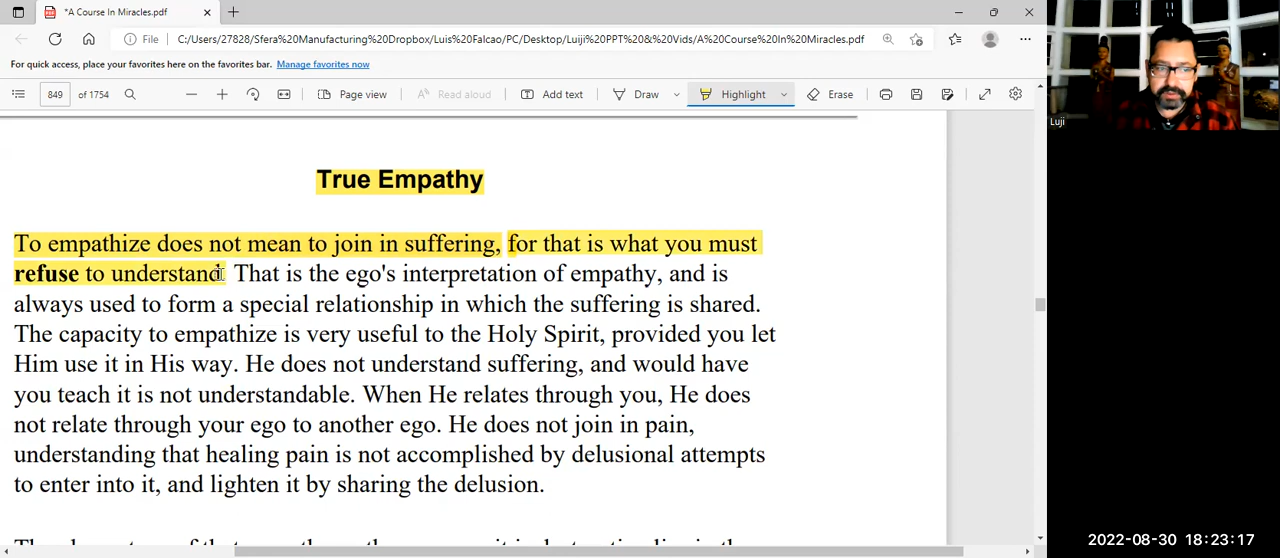 *A Course In Miracles.pdf
File C:/Users/27828/Sfera%20Manufacturing%20Dropbox/Luis%20Falcao/PC/Desktop/Luiji%20PPT%20&%20Vids/A%20Course%20In%20Miracles.pdf
For quick access, place your favorites here on the favorites bar. Manage favorites now
849 of 1754 Page view Read aloud Add text Draw Highlight Erase
Luji
True Empathy
To empathize does not mean to join in suffering, for that is what you must
refuse to understand. That is the ego's interpretation of empathy, and is
always used to form a special relationship in which the suffering is shared.
The capacity to empathize is very useful to the Holy Spirit, provided you let
Him use it in His way. He does not understand suffering, and would have
you teach it is not understandable. When He relates through you, He does
not relate through your ego to another ego. He does not join in pain,
understanding that healing pain is not accomplished by delusional attempts
to enter into it, and lighten it by sharing the delusion.
2022-08-30 18:23:17